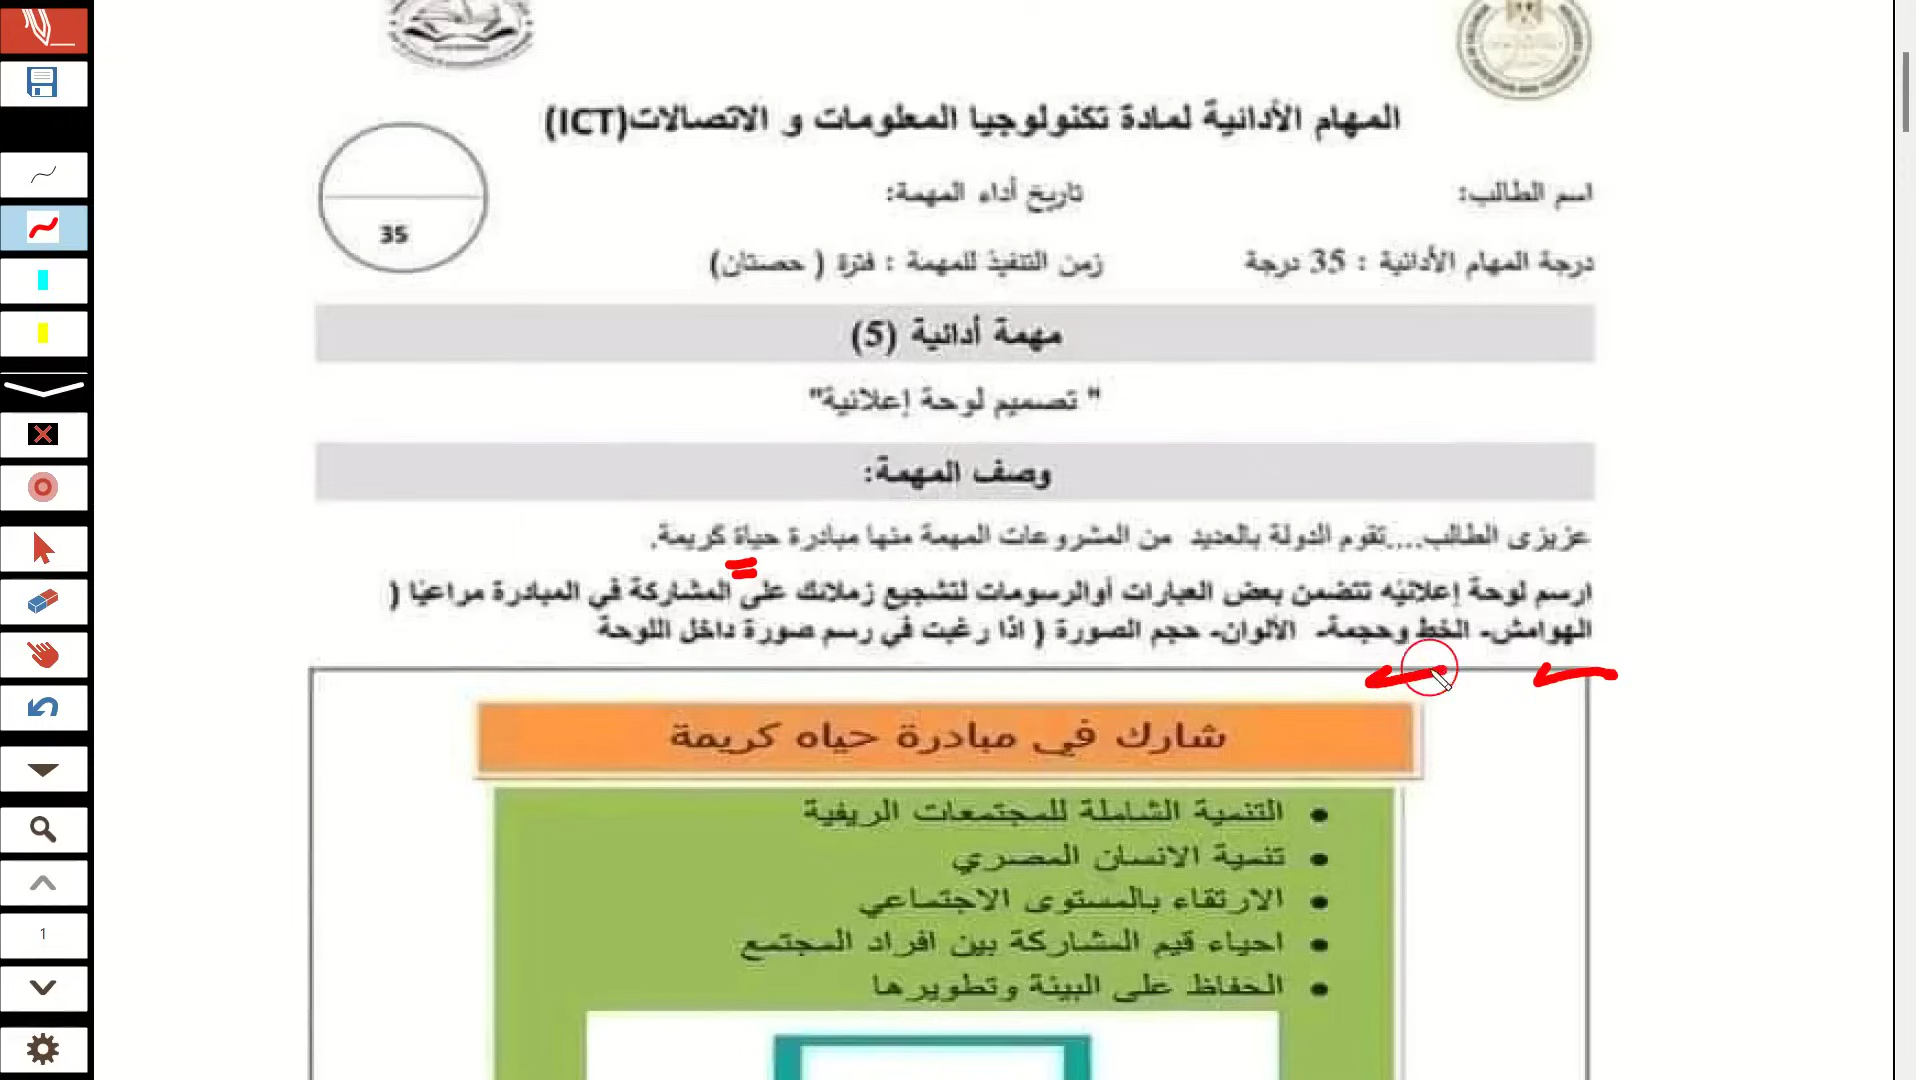 المهام الأدائية لمادة تكنولوجيا المعلومات و الاتصالات(ICT)
اسم الطالب:
تاريخ أداء المهمة:
35
درجة المهام الأدائية : 35 درجة
زمن التنفيذ للمهمة : فترة ( حصتان)
مهمة أدائية (5)
" تصميم لوحة إعلانية"
وصف المهمة:
عزيزى الطالب....تقوم الدولة بالعديد من المشروعات المهمة منها مبادرة حياة كريمة.
ارسم لوحة إعلانيُه تتضمن بعض العبارات أوالرسومات لتشجيع زملائك على المشاركة في المبادرة مراعيًا (
الهوامش- الخط وحجمة- الألوان- حجم الصورة ( اذا رغبت في رسم صورة داخل اللوحة
شارك في مبادرة حياه كريمة
• التنمية الشاملة للمجتمعات الريفية
• تنمية الانسان المصري
• الارتقاء بالمستوى الاجتماعي
• احياء قيم المشاركة بين افراد المجتمع
• الحفاظ على البيئة وتطويرها
1